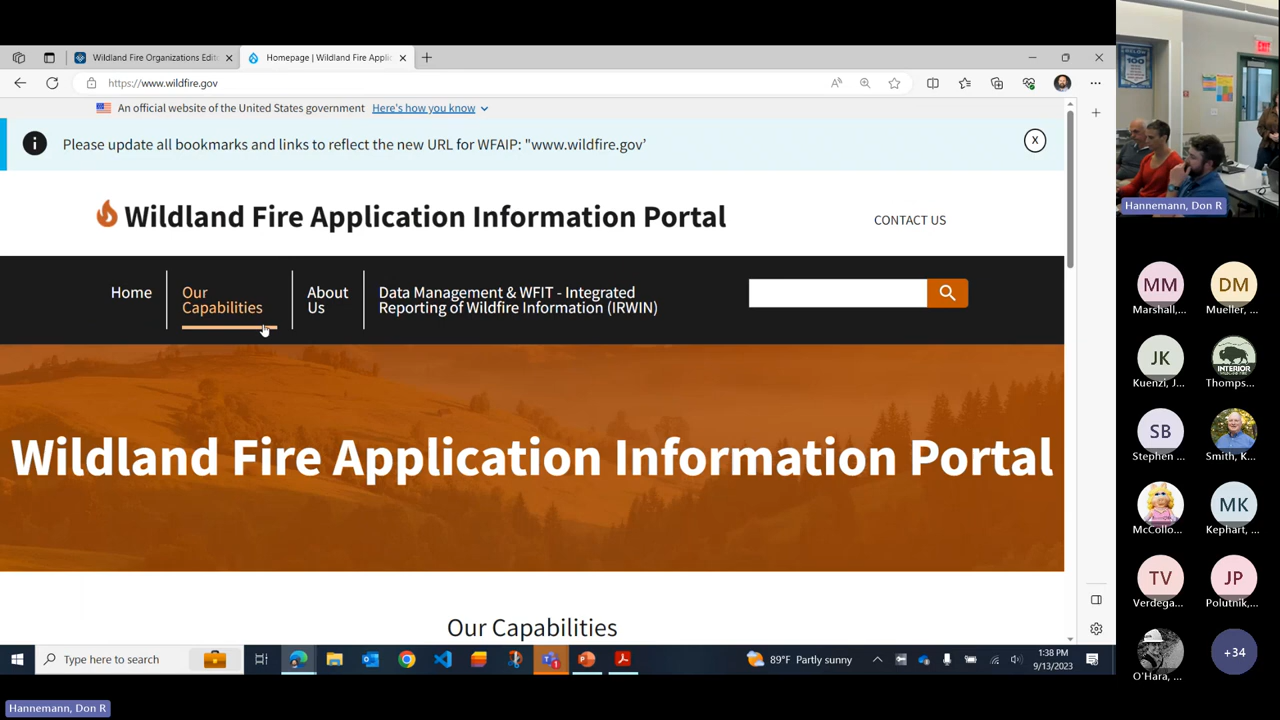 Wildland Fire Organizations Edit
Homepage | Wildland Fire Applic
https://www.wildfire.gov
An official website of the United States government Here's how you know
Please update all bookmarks and links to reflect the new URL for WFAIP: "www.wildfire.gov'
X
Wildland Fire Application Information Portal
CONTACT US
Home
Our
Capabilities
About
Us
Data Management & WFIT - Integrated
Reporting of Wildfire Information (IRWIN)
Wildland Fire Application Information Portal
Our Capabilities
Type here to search
89°F Partly sunny
1:38 PM
9/13/2023
Hannemann, Don R
EXIT
100
Hannemann, Don R
MM
Marshall,...
DM
Mueller, ...
JK
Kuenzi, J...
INTERIOR
Thomps...
SB
Stephen ...
Smith, K...
McCollo...
MK
Kephart, ...
TV
Verdega...
JP
Polutnik,...
O'Hara, ...
+34